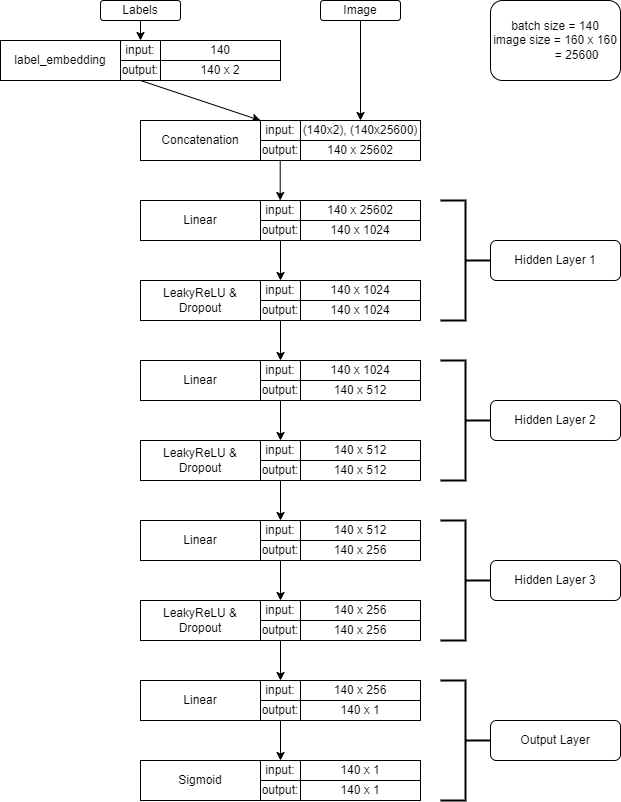 Labels
Image
batch size = 140
image size = 160 x 160
= 25600
label_embedding
input: 140
output: 140 x 2
Concatenation
input: (140x2), (140x25600)
output: 140 x 25602
Linear
input: 140 x 25602
output: 140 x 1024
Hidden Layer 1
LeakyReLU &
Dropout
input: 140 x 1024
output: 140 x 1024
Linear
input: 140 x 1024
output: 140 x 512
Hidden Layer 2
LeakyReLU &
Dropout
input: 140 x 512
output: 140 x 512
Linear
input: 140 x 512
output: 140 x 256
Hidden Layer 3
LeakyReLU &
Dropout
input: 140 x 256
output: 140 x 256
Linear
input: 140 x 256
output: 140 x 1
Output Layer
Sigmoid
input: 140 x 1
output: 140 x 1